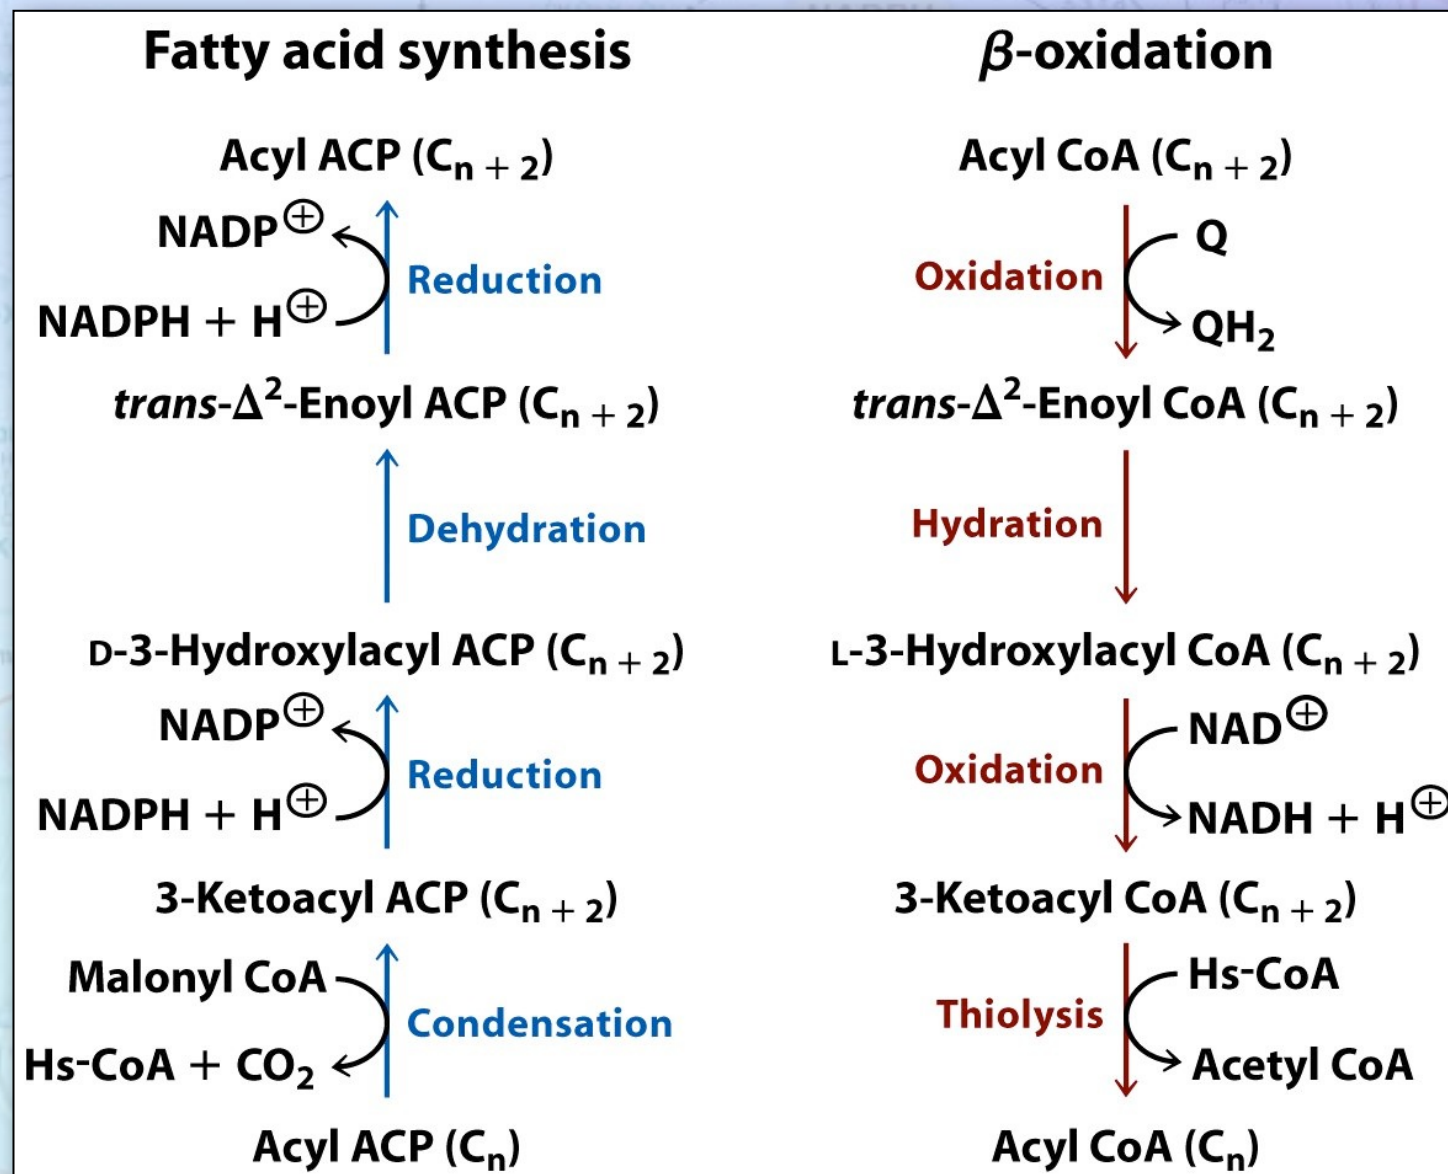 Fatty acid synthesis
Acyl ACP (Cn + 2)
NADP⊕
Reduction
NADPH + H⊕
trans-Δ²-Enoyl ACP (Cn + 2)
Dehydration
D-3-Hydroxylacyl ACP (Cn + 2)
NADP⊕
Reduction
NADPH + H⊕
3-Ketoacyl ACP (Cn + 2)
Malonyl CoA
Condensation
Hs-CoA + CO₂
Acyl ACP (Cn)
β-oxidation
Acyl CoA (Cn + 2)
Q
Oxidation
QH₂
trans-Δ²-Enoyl CoA (Cn + 2)
Hydration
L-3-Hydroxylacyl CoA (Cn + 2)
NAD⊕
Oxidation
NADH + H⊕
3-Ketoacyl CoA (Cn + 2)
Hs-CoA
Thiolysis
Acetyl CoA
Acyl CoA (Cn)